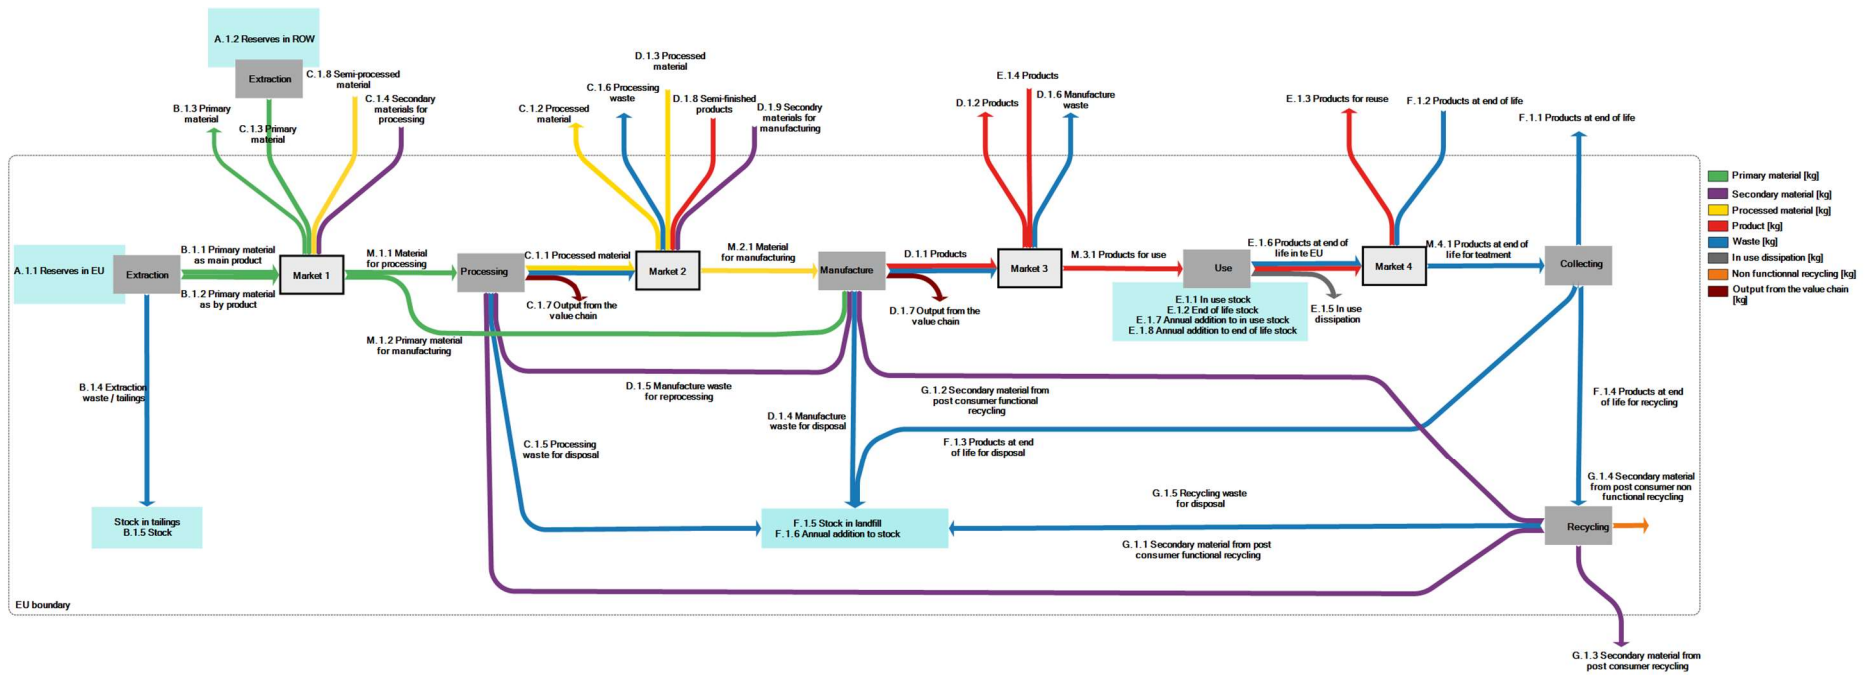 A.1.2 Reserves in ROW
Extraction
C.1.8 Semi-processed
material
B.1.3 Primary
material
C.1.3 Primary
material
C.1.4 Secondary
materials for
processing
D.1.3 Processed
material
C.1.6 Processing
waste
C.1.2 Processed
material
D.1.8 Semi-finished
products
D.1.9 Secondry
materials for
manufacturing
E.1.4 Products
D.1.2 Products
D.1.6 Manufacture
waste
E.1.3 Products for reuse
F.1.2 Products at end of life
F.1.1 Products at end of life
Primary material [kg]
Secondary material [kg]
Processed material [kg]
Product [kg]
Waste [kg]
In use dissipation [kg]
Non functionnal recycling [kg]
Output from the value chain
[kg]
A.1.1 Reserves in EU
Extraction
B.1.1 Primary material
as main product
B.1.2 Primary material
as by product
Market 1
M.1.1 Material
for processing
M.1.2 Primary material
for manufacturing
Processing
C.1.1 Processed material
C.1.7 Output from the
value chain
Market 2
M.2.1 Material
for manufacturing
Manufacture
D.1.1 Products
D.1.7 Output from the
value chain
Market 3
M.3.1 Products for use
Use
E.1.1 In use stock
E.1.2 End of life stock
E.1.7 Annual addition to in use stock
E.1.8 Annual addition to end of life stock
E.1.6 Products at end of
life in te EU
E.1.5 In use
dissipation
Market 4
M.4.1 Products at end of
life for teatment
Collecting
B.1.4 Extraction
waste / tailings
D.1.5 Manufacture waste
for reprocessing
G.1.2 Secondary material from
post consumer functional
recycling
F.1.4 Products at end
of life for recycling
D.1.4 Manufacture
waste for disposal
C.1.5 Processing
waste for disposal
F.1.3 Products at end
of life for disposal
G.1.4 Secondary material
from post consumer non
functional recycling
G.1.5 Recycling waste
for disposal
Stock in tailings
B.1.5 Stock
F.1.5 Stock in landfill
F.1.6 Annual addition to stock
Recycling
G.1.1 Secondary material from post
consumer functional recycling
EU boundary
G.1.3 Secondary material from
post consumer recycling